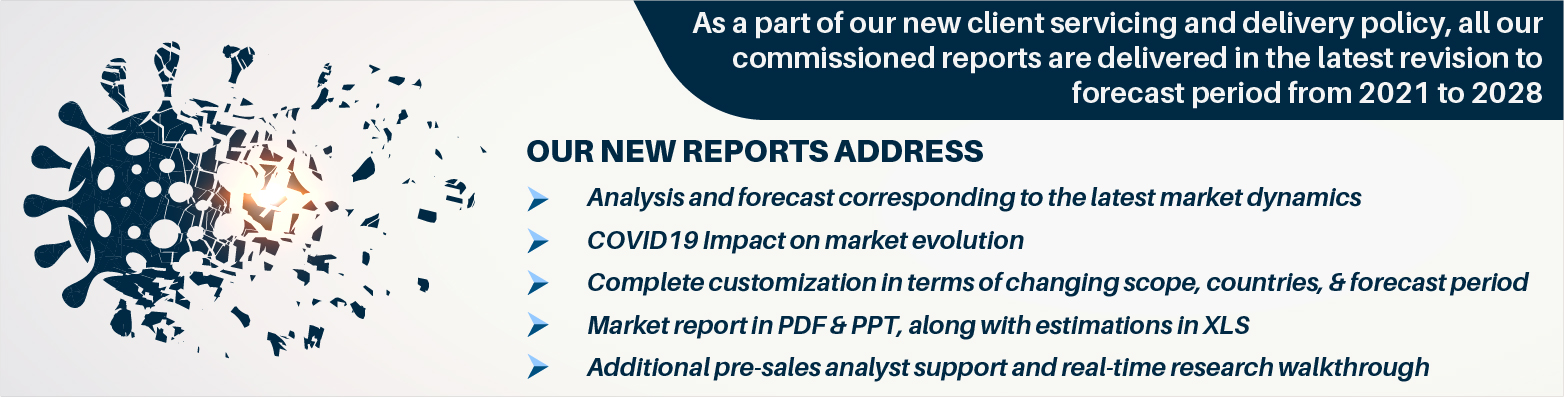 As a part of our new client servicing and delivery policy, all our
commissioned reports are delivered in the latest revision to
forecast period from 2021 to 2028
OUR NEW REPORTS ADDRESS
Analysis and forecast corresponding to the latest market dynamics
COVID19 Impact on market evolution
Complete customization in terms of changing scope, countries, & forecast period
Market report in PDF & PPT, along with estimations in XLS
Additional pre-sales analyst support and real-time research walkthrough